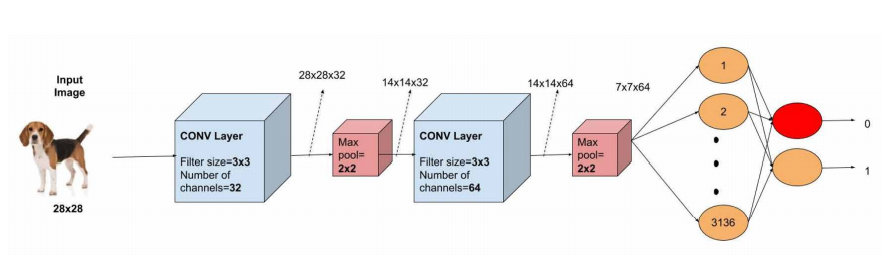 Input
Image
28x28
CONV Layer
Filter size=3x3
Number of
channels=32
28x28x32
Max
pool=
2x2
14x14x32
CONV Layer
Filter size=3x3
Number of
channels=64
14x14x64
Max
pool=
2x2
7x7x64
1
2
3136
0
1